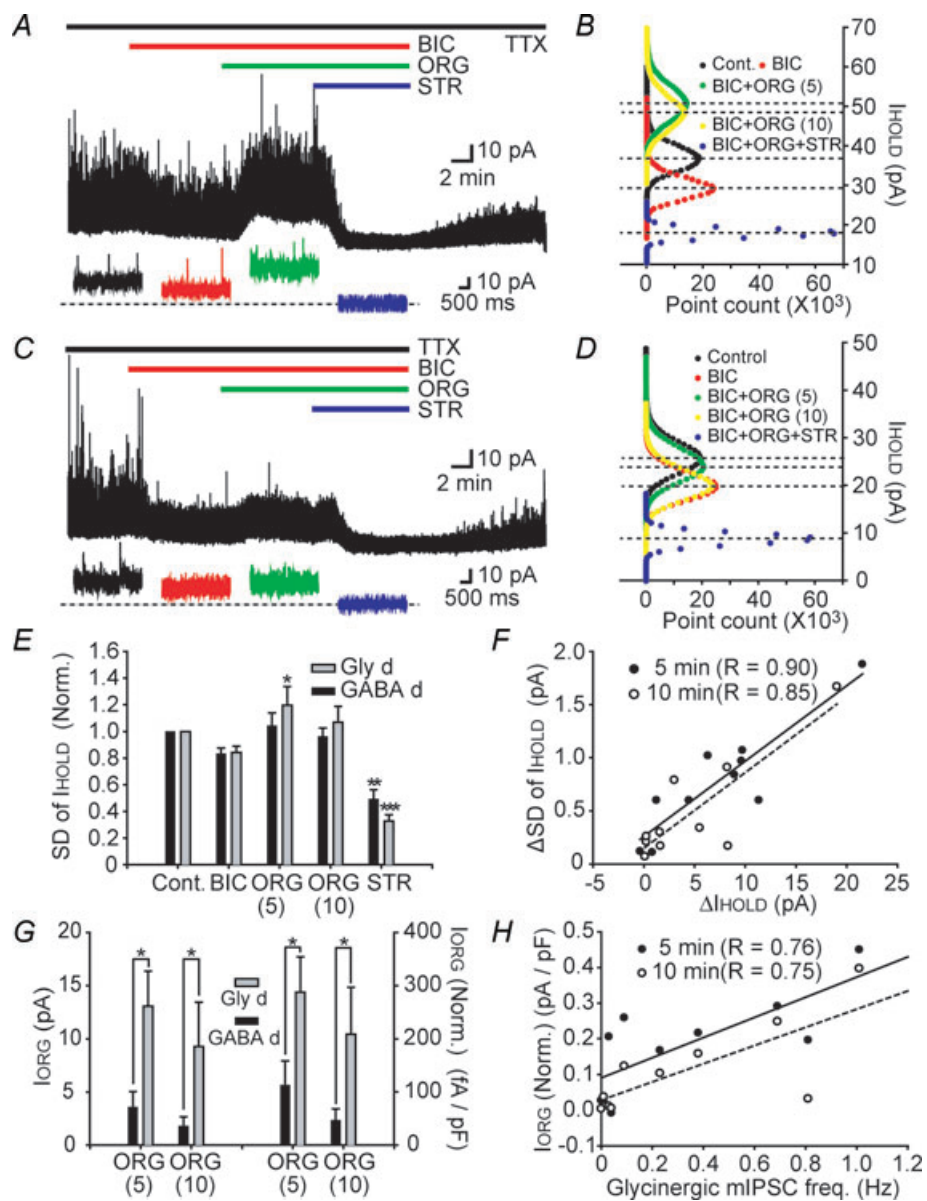 A
BIC
TTX
ORG
STR
10 pA
2 min
10 pA
500 ms
B
70
60
50
40
30
20
10
IHOLD (pA)
Cont. BIC
BIC+ORG (5)
BIC+ORG (10)
BIC+ORG+STR
0 20 40 60
Point count (X10³)
C
TTX
BIC
ORG
STR
10 pA
2 min
10 pA
500 ms
D
50
40
30
20
10
0
IHOLD (pA)
Control
BIC
BIC+ORG (5)
BIC+ORG (10)
BIC+ORG+STR
0 20 40 60
Point count (X10³)
E
SD of IHOLD (Norm.)
1.6
1.4
1.2
1.0
0.8
0.6
0.4
0.2
0
Gly d
GABA d
*
**
***
Cont. BIC ORG ORG STR
(5) (10)
F
ΔSD of IHOLD (pA)
2.0
1.5
1.0
0.5
0
5 min (R = 0.90)
10 min(R = 0.85)
-5 0 5 10 15 20 25
ΔIHOLD (pA)
G
IORG (pA)
20
15
10
5
0
* * * *
Gly d
GABA d
400
300
200
100
0
IORG (Norm.) (fA / pF)
ORG ORG ORG ORG
(5) (10) (5) (10)
H
IORG (Norm.) (pA / pF)
0.5
0.4
0.3
0.2
0.1
0.0
-0.1
5 min (R = 0.76)
10 min(R = 0.75)
0 0.2 0.4 0.6 0.8 1.0 1.2
Glycinergic mIPSC freq. (Hz)